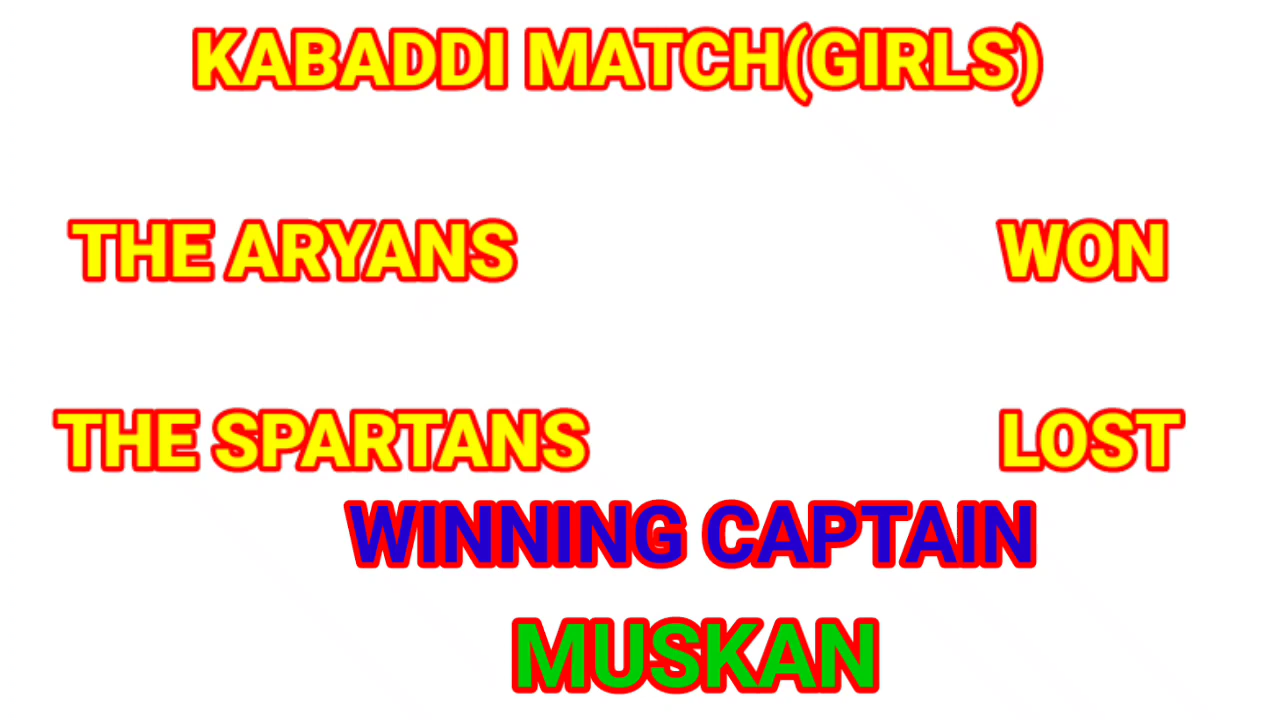 KABADDI MATCH(GIRLS)
THE ARYANS WON
THE SPARTANS LOST
WINNING CAPTAIN
MUSKAN